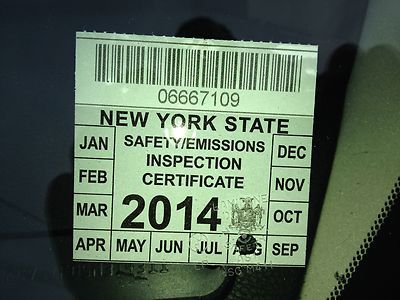 06667109
NEW YORK STATE
JAN SAFETY/EMISSIONS DEC
INSPECTION
FEB CERTIFICATE NOV
MAR 2014 OCT
APR MAY JUN JUL AUG SEP